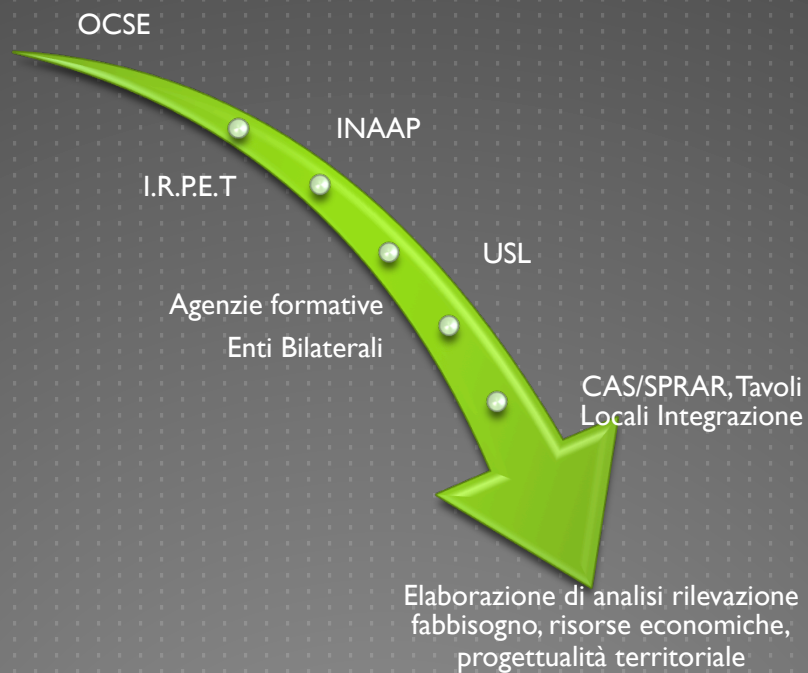 OCSE
INAAP
I.R.P.E.T
USL
Agenzie formative
Enti Bilaterali
CAS/SPRAR, Tavoli
Locali Integrazione
Elaborazione di analisi rilevazione
fabbisogno, risorse economiche,
progettualità territoriale